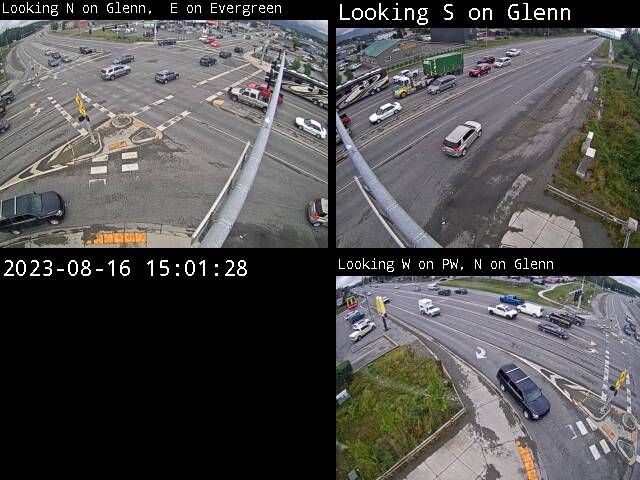 Looking N on Glenn,  E on Evergreen
Looking S on Glenn
2023-08-16 15:01:28
Looking W on PW, N on Glenn